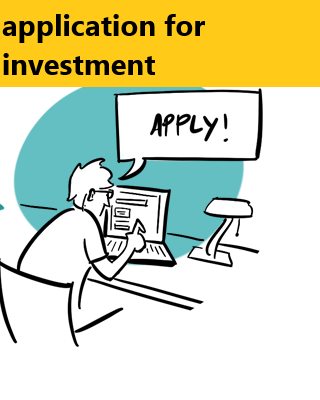 application for
investment
APPLY!